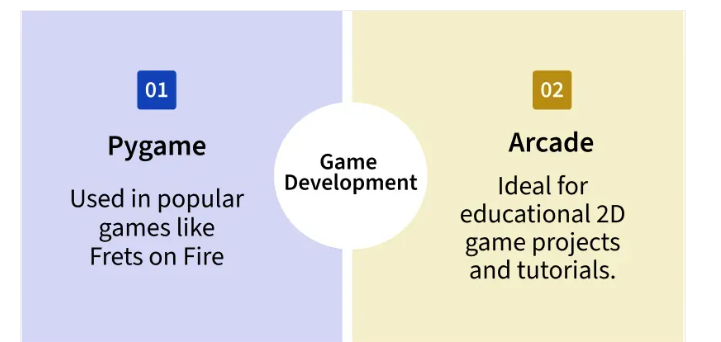 01
Pygame
Used in popular
games like
Frets on Fire
Game
Development
02
Arcade
Ideal for
educational 2D
game projects
and tutorials.